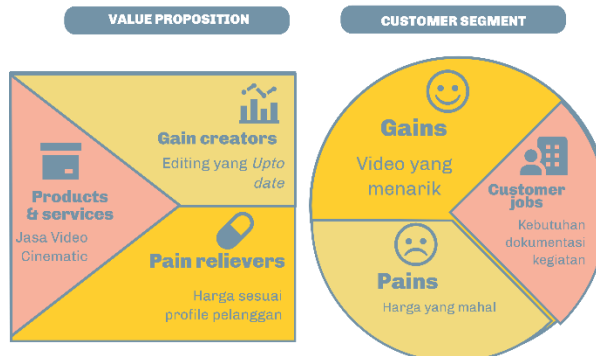 VALUE PROPOSITION
CUSTOMER SEGMENT
Gain creators
Editing yang Upto
date
Products
& services
Jasa Video
Cinematic
Pain relievers
Harga sesuai
profile pelanggan
Gains
Video yang
menarik
Customer
jobs
Kebutuhan
dokumentasi
kegiatan
Pains
Harga yang mahal